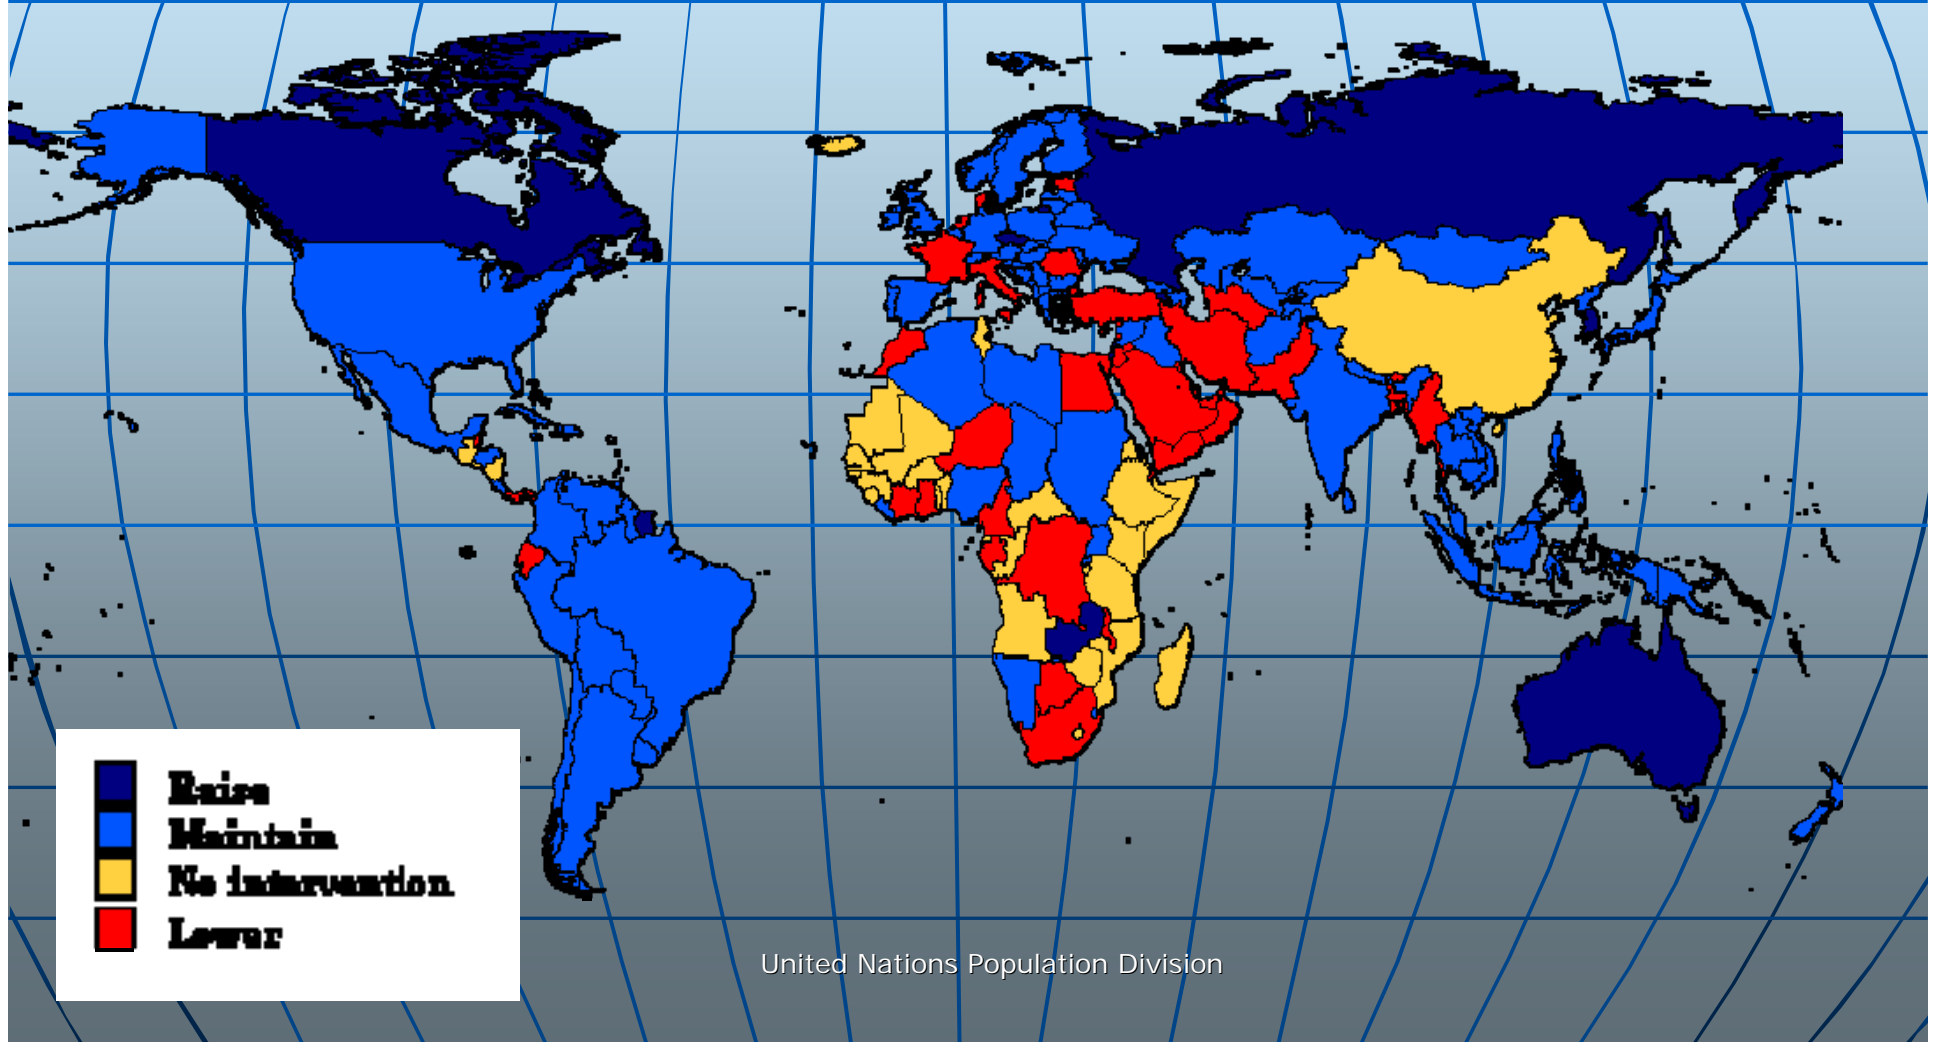 Raise
Maintain
No intervention
Lower
United Nations Population Division